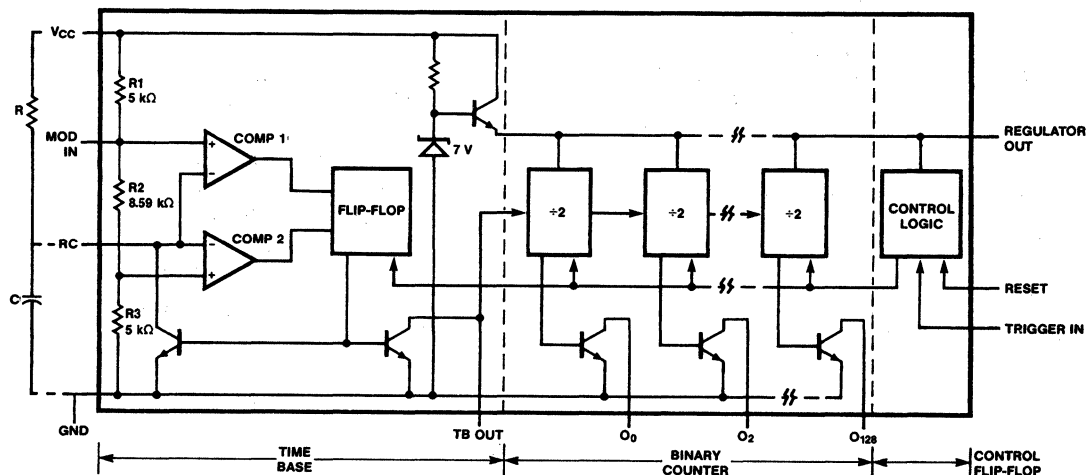 VCC
R1
5 kΩ
R
MOD
IN
COMP 1
7 V
REGULATOR
OUT
R2
8.59 kΩ
FLIP-FLOP
÷2
÷2
÷2
CONTROL
LOGIC
RC
COMP 2
C
R3
5 kΩ
RESET
TRIGGER IN
GND
TB OUT
O0
O2
O128
TIME
BASE
BINARY
COUNTER
CONTROL
FLIP-FLOP